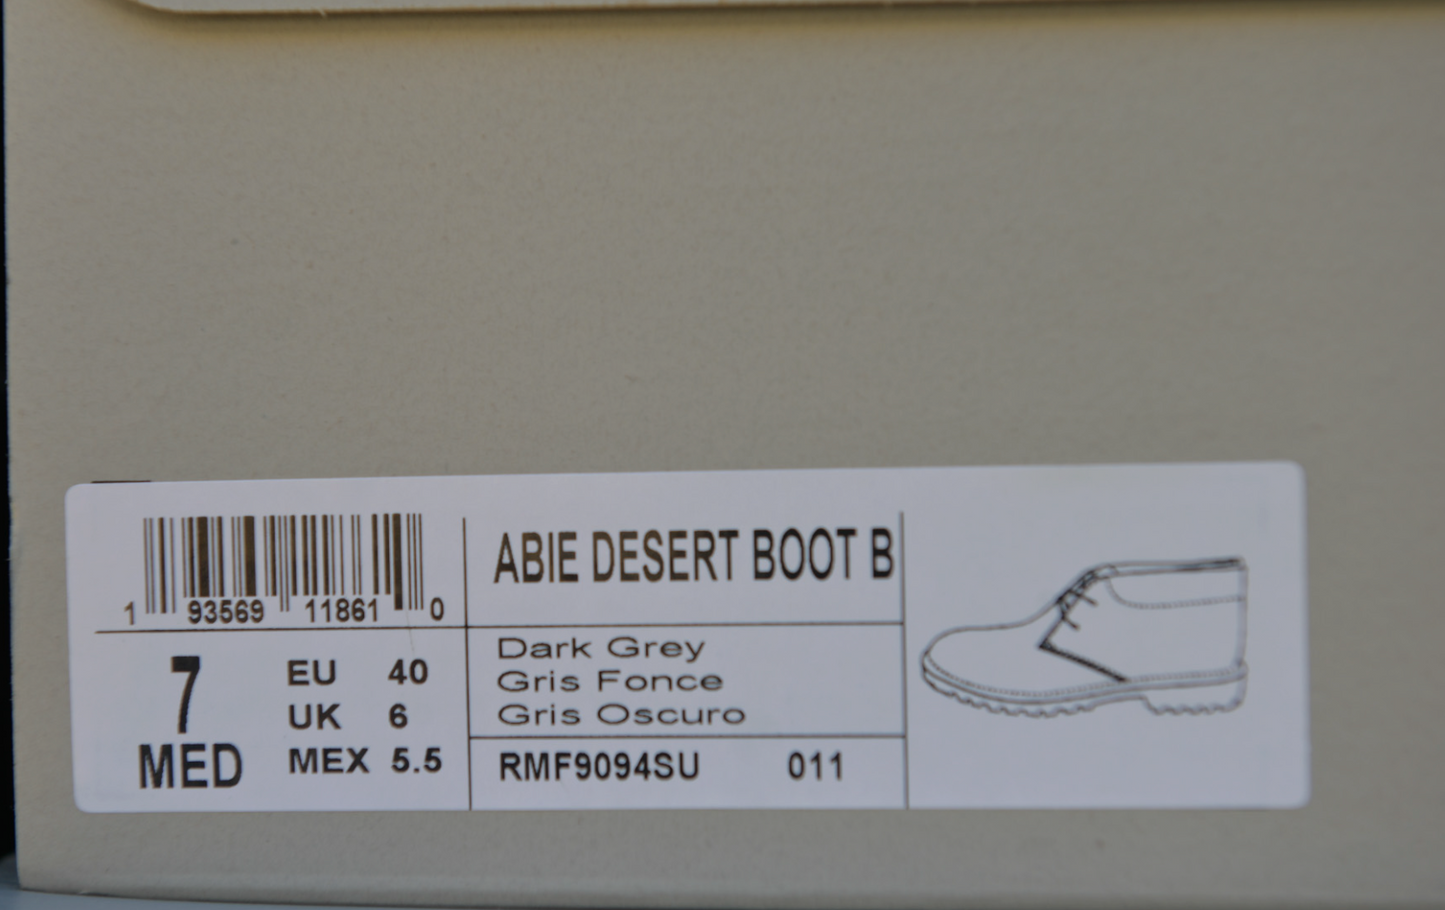 1 93569 11861 0
ABIE DESERT BOOT B
Dark Grey
Gris Fonce
Gris Oscuro
7
MED
EU 40
UK 6
MEX 5.5
RMF9094SU 011